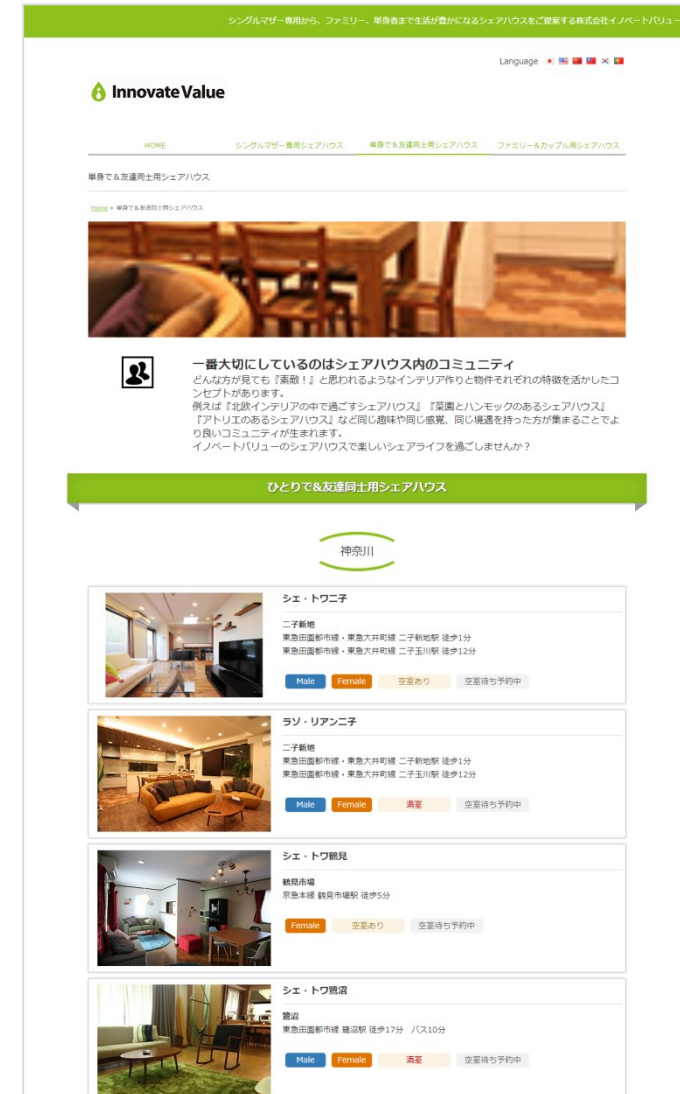 シングルマザー専用から、ファミリー、単身者まで生活が豊かになるシェアハウスをご提案する株式会社イノベートバリュー
Language
Innovate Value
HOME シングルマザー専用シェアハウス 単身で&友達同士用シェアハウス ファミリー&カップル用シェアハウス
単身で&友達同士用シェアハウス
Home » 単身で&友達同士用シェアハウス
一番大切にしているのはシェアハウス内のコミュニティ
どんな方が見ても『素敵！』と思われるようなインテリア作りと物件それぞれの特徴を活かしたコ
ンセプトがあります。
例えば『北欧インテリアの中で過ごすシェアハウス』『菜園とハンモックのあるシェアハウス』
『アトリエのあるシェアハウス』など同じ趣味や同じ感覚、同じ境遇を持った方が集まることでよ
り良いコミュニティが生まれます。
イノベートバリューのシェアハウスで楽しいシェアライフを過ごしませんか？
ひとりで&友達同士用シェアハウス
神奈川
シェ・トワ二子
二子新地
東急田園都市線・東急大井町線 二子新地駅 徒歩1分
東急田園都市線・東急大井町線 二子玉川駅 徒歩12分
Male Female 空室あり 空室待ち予約中
ラソ・リアン二子
二子新地
東急田園都市線・東急大井町線 二子新地駅 徒歩1分
東急田園都市線・東急大井町線 二子玉川駅 徒歩12分
Male Female 満室 空室待ち予約中
シェ・トワ鶴見
鶴見市場
京急本線 鶴見市場駅 徒歩5分
Female 空室あり 空室待ち予約中
シェ・トワ鷺沼
鷺沼
東急田園都市線 鷺沼駅 徒歩17分 バス10分
Male Female 満室 空室待ち予約中